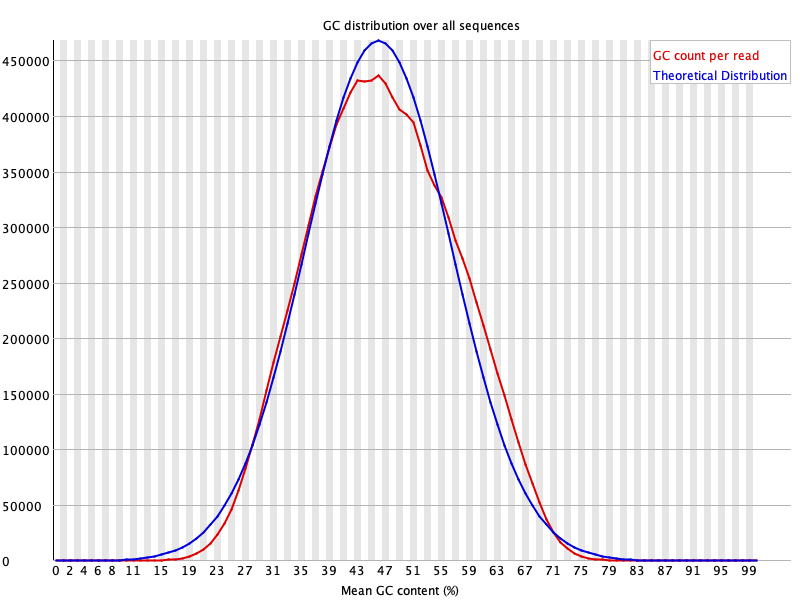 GC distribution over all sequences
GC count per read
Theoretical Distribution
450000
400000
350000
300000
250000
200000
150000
100000
50000
0
0 2 4 6 8 11 15 19 23 27 31 35 39 43 47 51 55 59 63 67 71 75 79 83 87 91 95 99
Mean GC content (%)